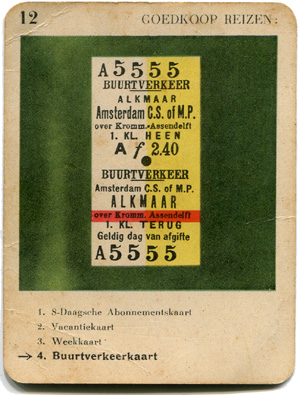 12 GOEDKOOP REIZEN:
A 5555
BUURTVERKEER
ALKMAAR
Amsterdam C.S. of M.P.
over Kromm.-Assendelft
1. KL. HEEN
A f 2.40
BUURTVERKEER
Amsterdam C.S. of M.P.
ALKMAAR
over Kromm. Assendelft
1. KL. TERUG
Geldig dag van afgifte
A 5555
1. 8-Daagsche Abonnementskaart
2. Vacantiekaart
3. Weekkaart
→ 4. Buurtverkeerkaart